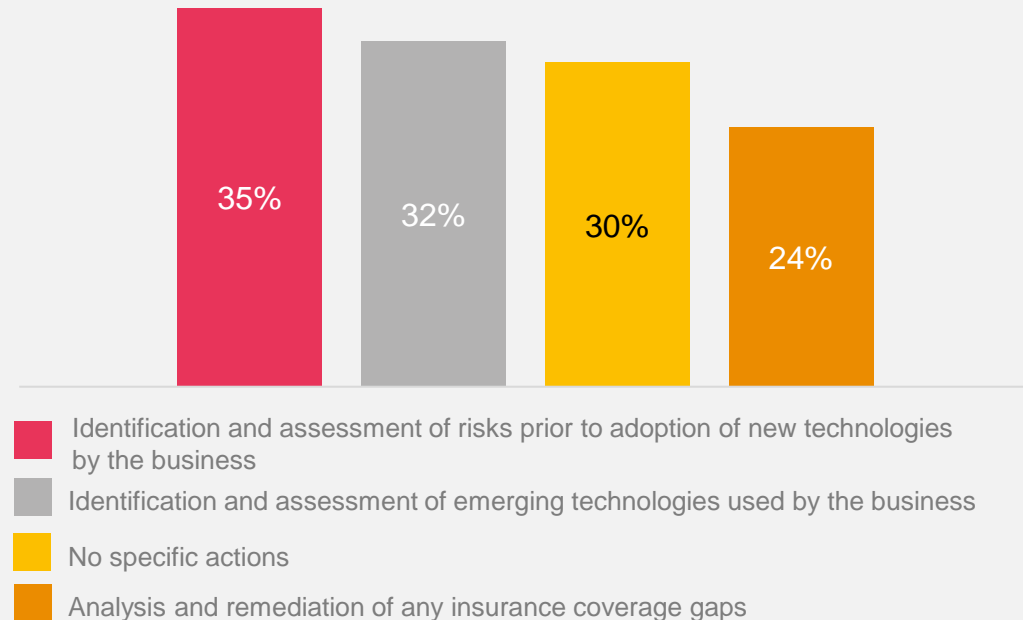 35%
32%
30%
24%
Identification and assessment of risks prior to adoption of new technologies
by the business
Identification and assessment of emerging technologies used by the business
No specific actions
Analysis and remediation of any insurance coverage gaps